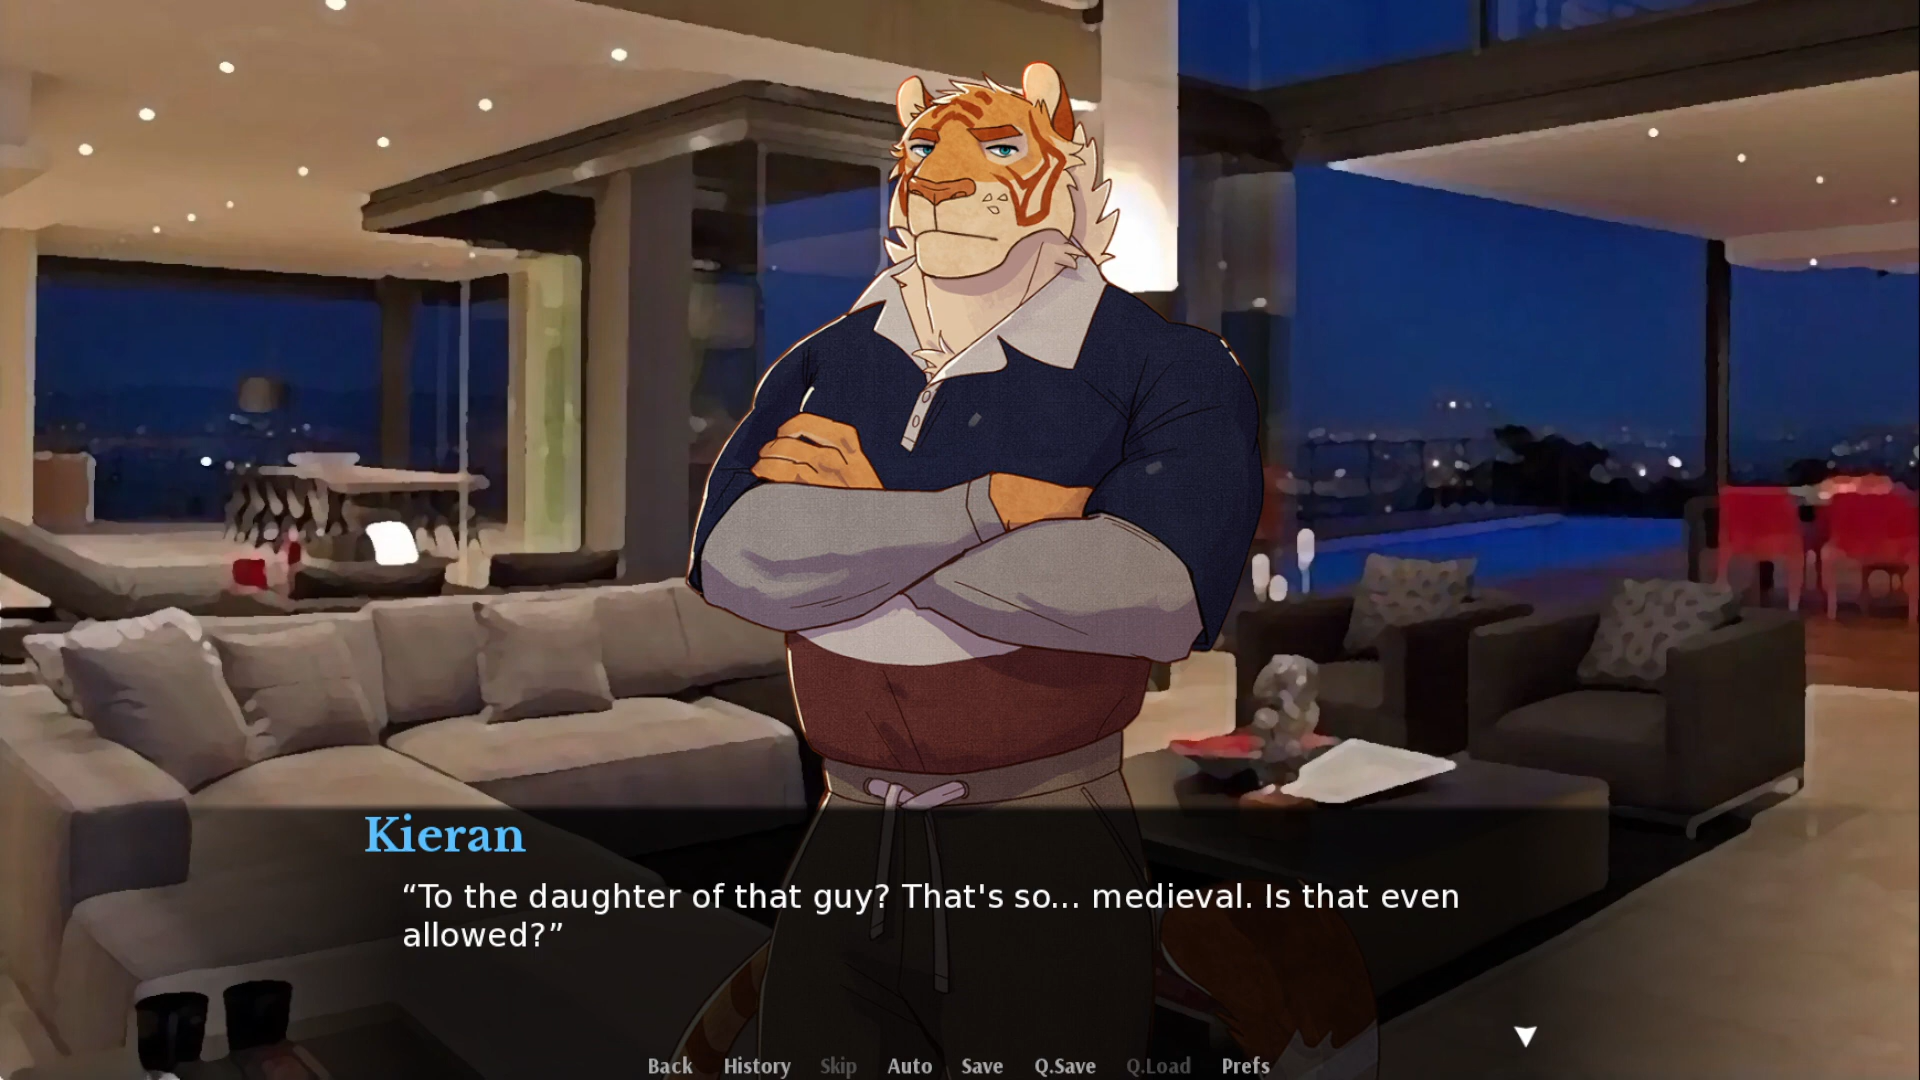 Kieran
“To the daughter of that guy? That's so... medieval. Is that even
allowed?”
Back History Skip Auto Save Q.Save Q.Load Prefs